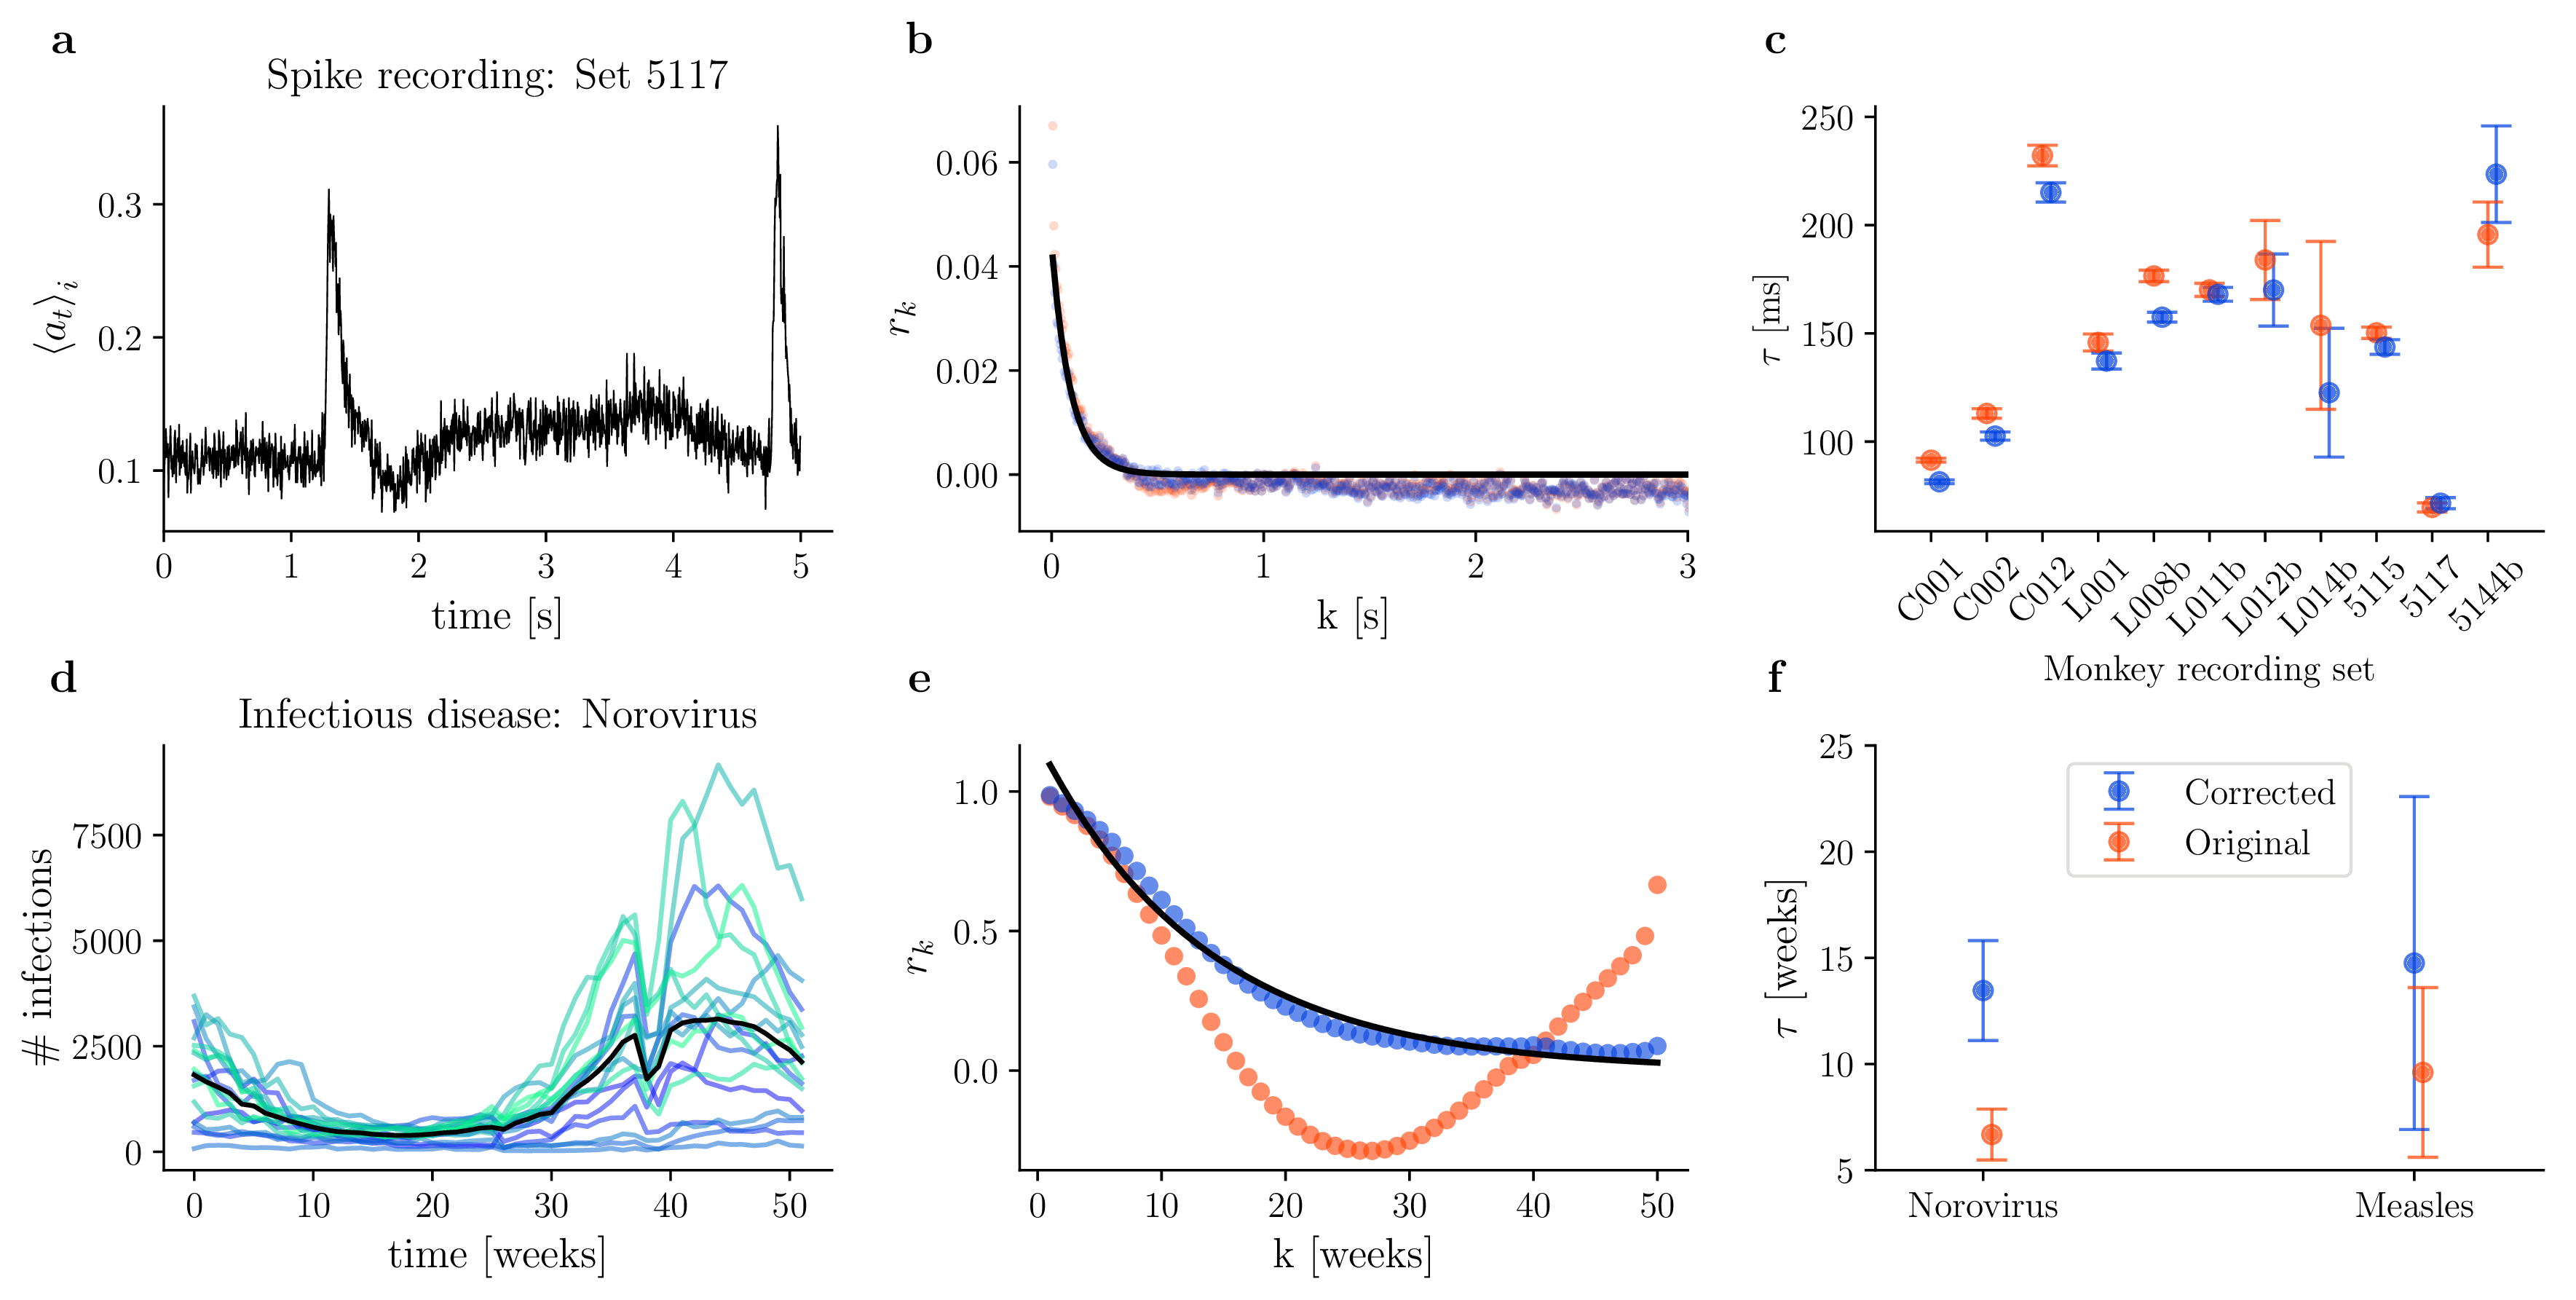 a
Spike recording: Set 5117
0.3
0.2
0.1
⟨a_t⟩_i
0 1 2 3 4 5
time [s]
b
0.06
0.04
0.02
0.00
r_k
0 1 2 3
k [s]
c
250
200
150
100
τ [ms]
C001 C002 C012 L001 L008b L011b L012b L014b 5115 5117 5144b
Monkey recording set
d
Infectious disease: Norovirus
7500
5000
2500
0
# infections
0 10 20 30 40 50
time [weeks]
e
1.0
0.5
0.0
r_k
0 10 20 30 40 50
k [weeks]
f
25
20
15
10
5
τ [weeks]
Corrected
Original
Norovirus Measles